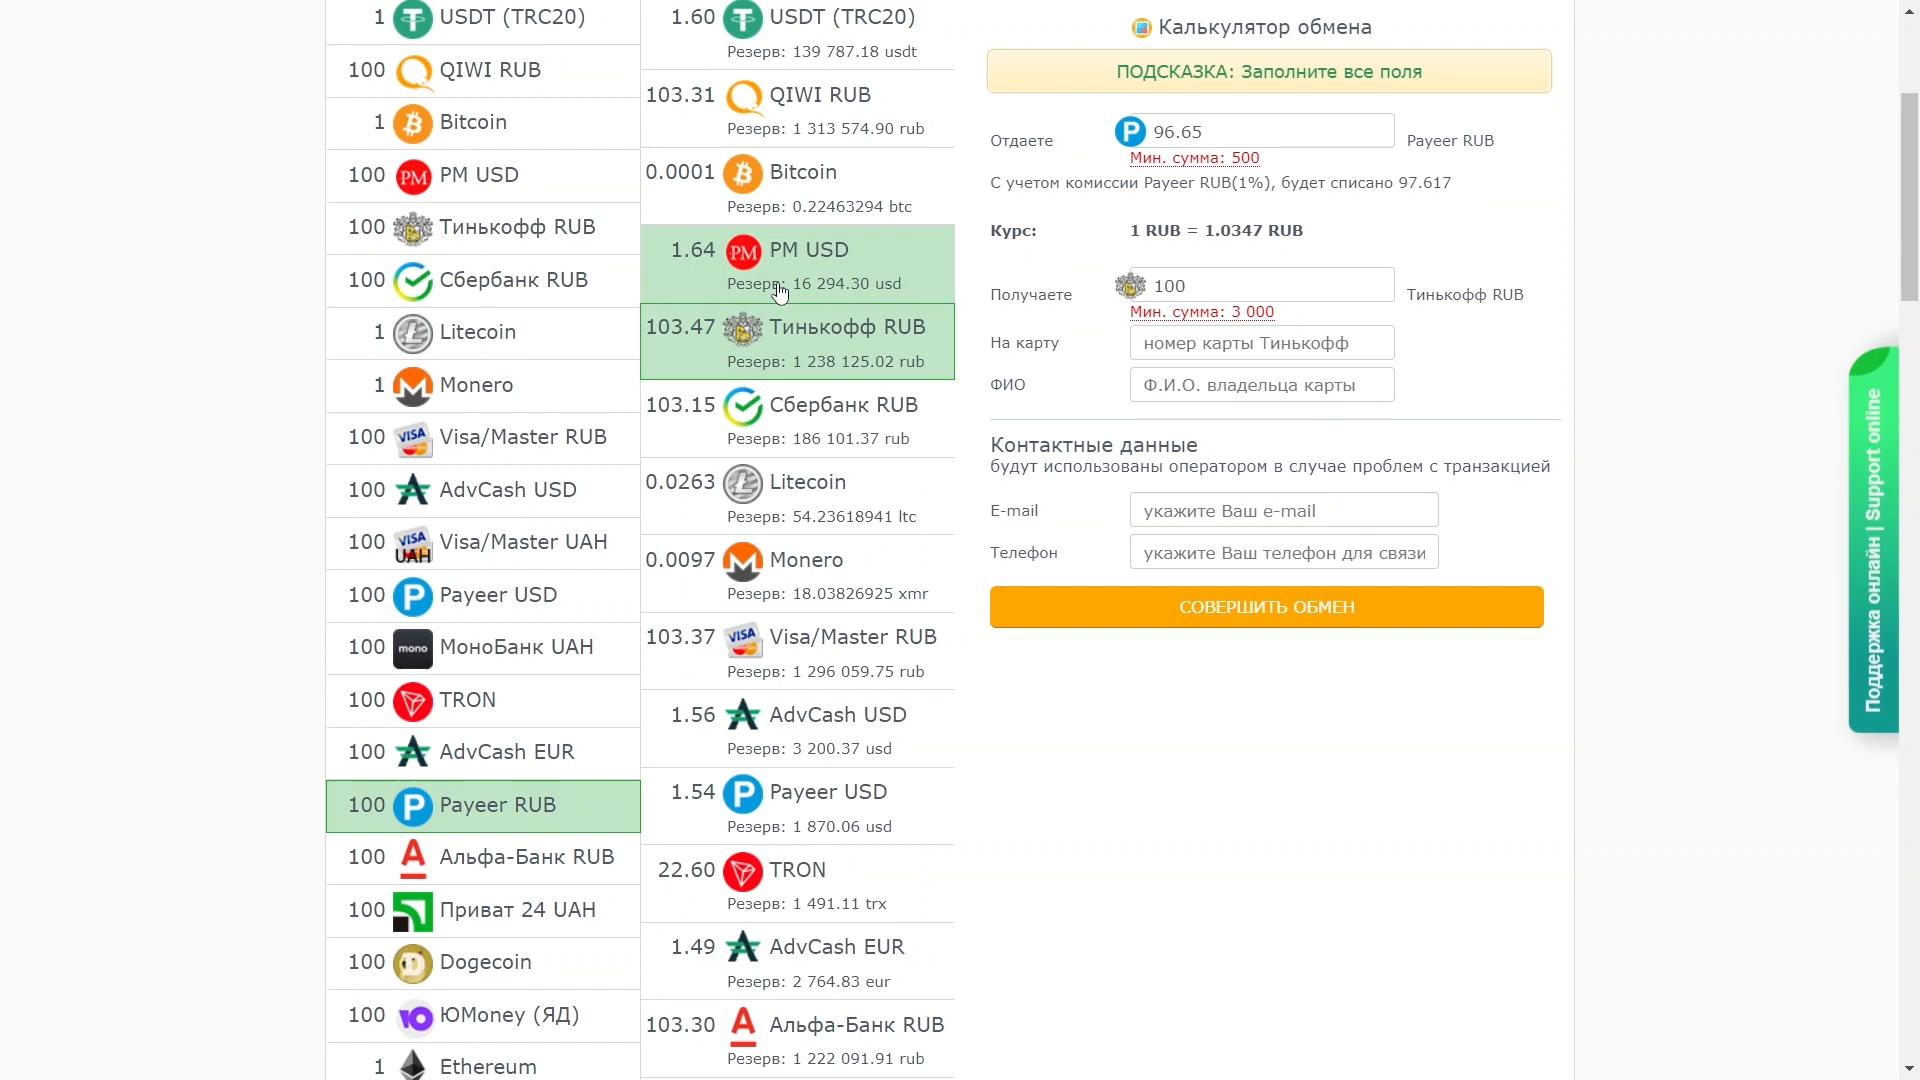 1 USDT (TRC20)
100 QIWI RUB
1 Bitcoin
100 PM PM USD
100 Тинькофф RUB
100 Сбербанк RUB
1 Litecoin
1 Monero
100 VISA Visa/Master RUB
100 AdvCash USD
100 VISA UAH Visa/Master UAH
100 Payeer USD
100 mono МоноБанк UAH
100 TRON
100 AdvCash EUR
100 Payeer RUB
100 Альфа-Банк RUB
100 Приват 24 UAH
100 Dogecoin
100 ЮMoney (ЯД)
1 Ethereum
1.60 USDT (TRC20)
Резерв: 139 787.18 usdt
103.31 QIWI RUB
Резерв: 1 313 574.90 rub
0.0001 Bitcoin
Резерв: 0.22463294 btc
1.64 PM PM USD
Резерв: 16 294.30 usd
103.47 Тинькофф RUB
Резерв: 1 238 125.02 rub
103.15 Сбербанк RUB
Резерв: 186 101.37 rub
0.0263 Litecoin
Резерв: 54.23618941 ltc
0.0097 Monero
Резерв: 18.03826925 xmr
103.37 VISA Visa/Master RUB
Резерв: 1 296 059.75 rub
1.56 AdvCash USD
Резерв: 3 200.37 usd
1.54 Payeer USD
Резерв: 1 870.06 usd
22.60 TRON
Резерв: 1 491.11 trx
1.49 AdvCash EUR
Резерв: 2 764.83 eur
103.30 Альфа-Банк RUB
Резерв: 1 222 091.91 rub
Калькулятор обмена
ПОДСКАЗКА: Заполните все поля
Отдаете 96.65 Payeer RUB
Мин. сумма: 500
С учетом комиссии Payeer RUB(1%), будет списано 97.617
Курс: 1 RUB = 1.0347 RUB
Получаете 100 Тинькофф RUB
Мин. сумма: 3 000
На карту номер карты Тинькофф
ФИО Ф.И.О. владельца карты
Контактные данные
будут использованы оператором в случае проблем с транзакцией
E-mail укажите Ваш e-mail
Телефон укажите Ваш телефон для связи
СОВЕРШИТЬ ОБМЕН
Поддержка онлайн | Support online